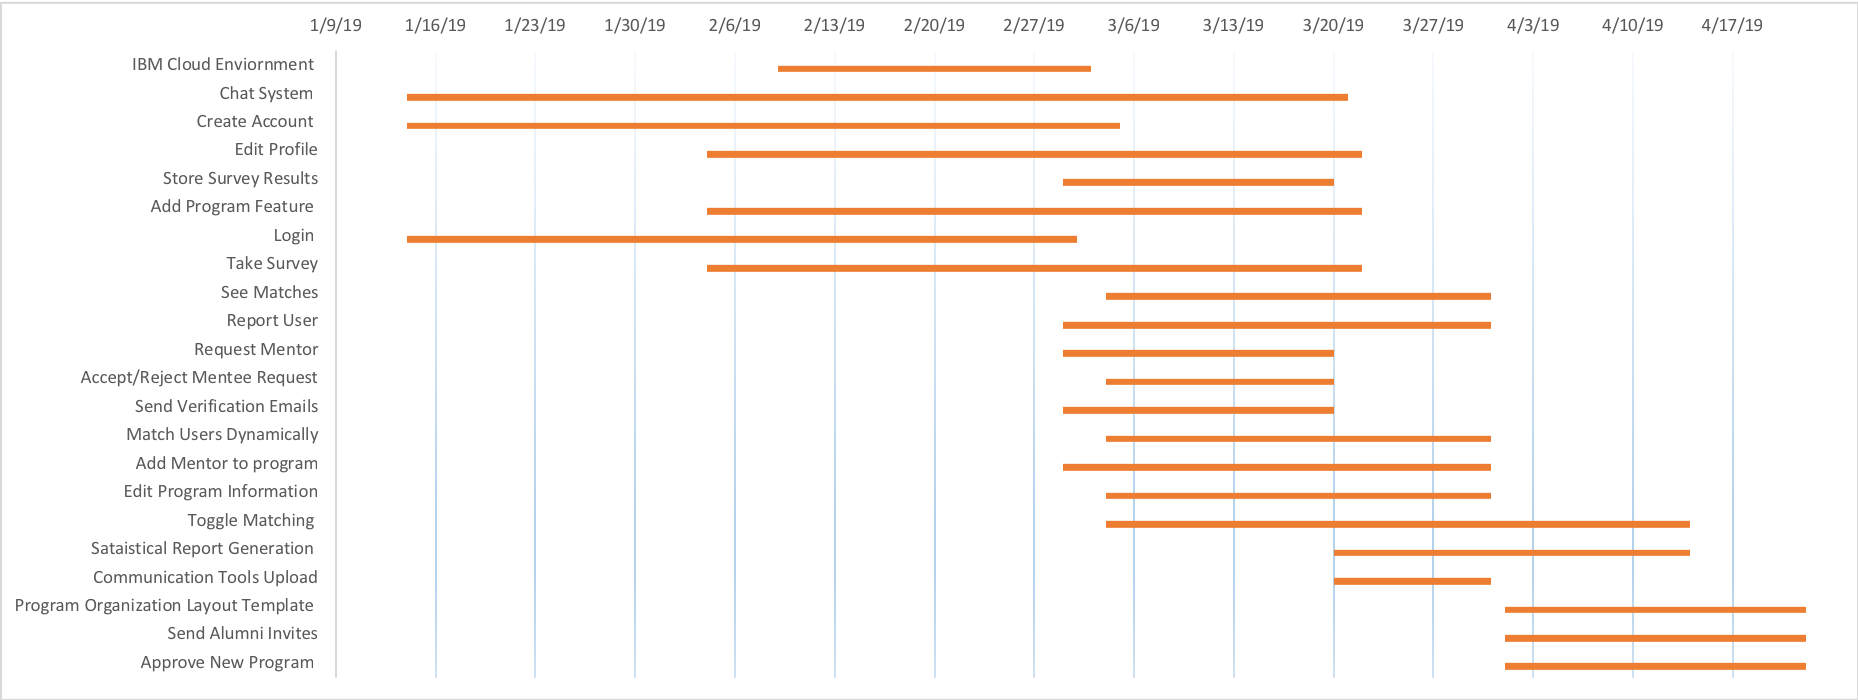 1/9/19 1/16/19 1/23/19 1/30/19 2/6/19 2/13/19 2/20/19 2/27/19 3/6/19 3/13/19 3/20/19 3/27/19 4/3/19 4/10/19 4/17/19
IBM Cloud Enviornment
Chat System
Create Account
Edit Profile
Store Survey Results
Add Program Feature
Login
Take Survey
See Matches
Report User
Request Mentor
Accept/Reject Mentee Request
Send Verification Emails
Match Users Dynamically
Add Mentor to program
Edit Program Information
Toggle Matching
Sataistical Report Generation
Communication Tools Upload
Program Organization Layout Template
Send Alumni Invites
Approve New Program